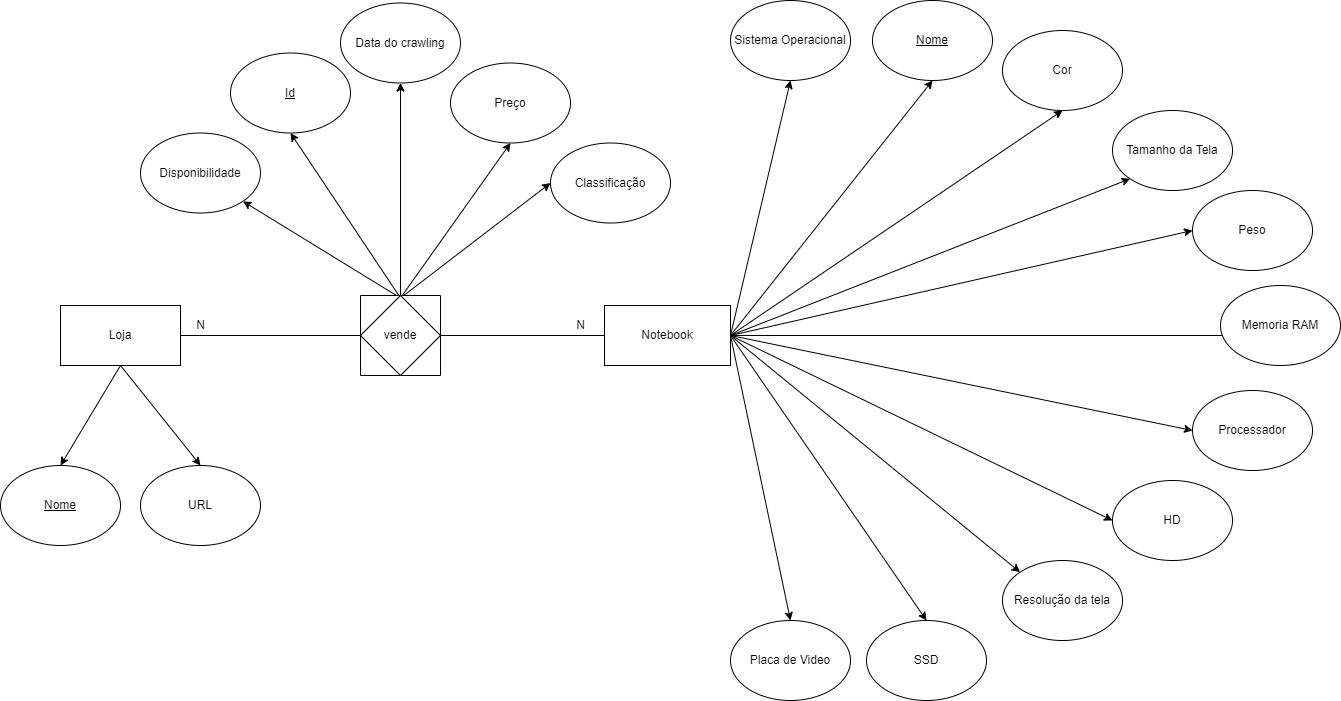 Data do crawling
Sistema Operacional
Nome
Cor
Id
Preço
Tamanho da Tela
Disponibilidade
Classificação
Peso
N
N
Memoria RAM
Loja
vende
Notebook
Processador
Nome
URL
HD
Resolução da tela
Placa de Video
SSD